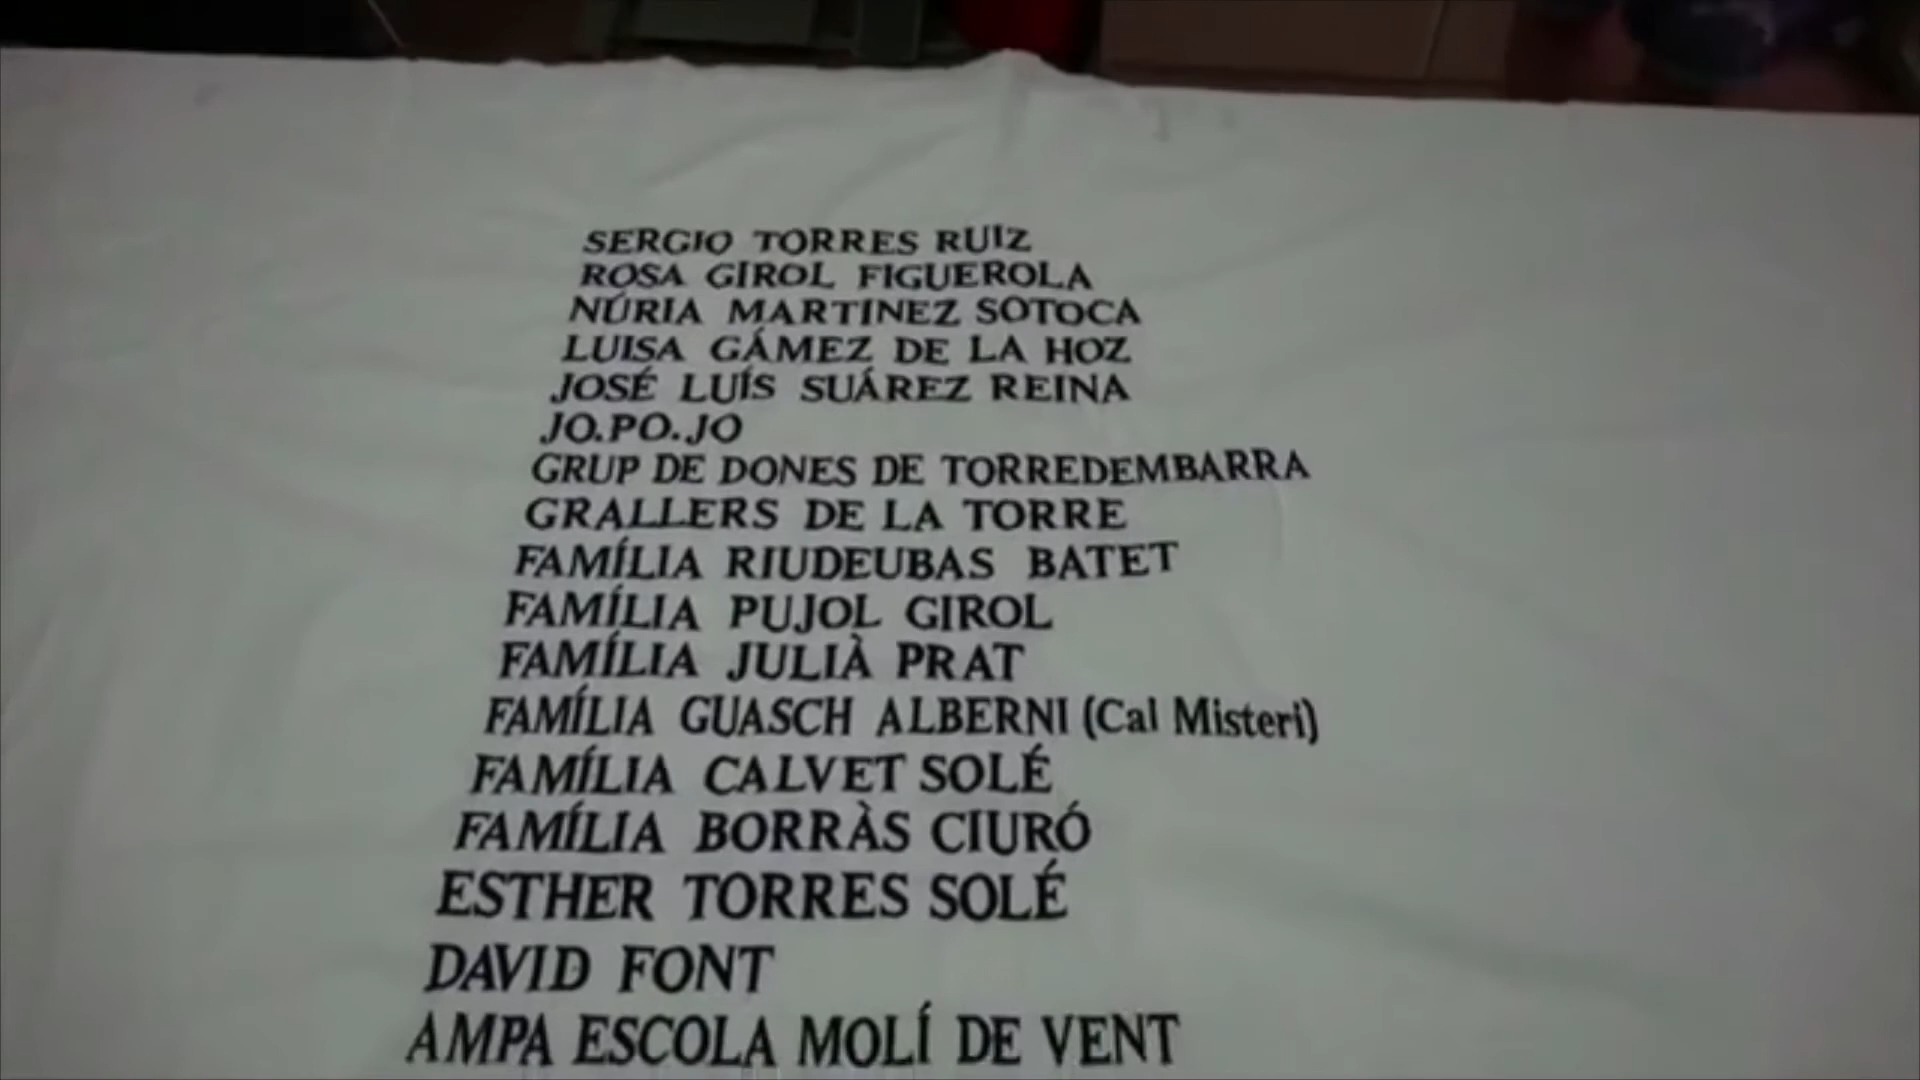 SERGIO TORRES RUIZ
ROSA GIROL FIGUEROLA
NÚRIA MARTINEZ SOTOCA
LUISA GÁMEZ DE LA HOZ
JOSÉ LUÍS SUÁREZ REINA
JO.PO.JO
GRUP DE DONES DE TORREDEMBARRA
GRALLERS DE LA TORRE
FAMÍLIA RIUDEUBAS BATET
FAMÍLIA PUJOL GIROL
FAMÍLIA JULIÀ PRAT
FAMÍLIA GUASCH ALBERNI (Cal Misteri)
FAMÍLIA CALVET SOLÉ
FAMÍLIA BORRÀS CIURÓ
ESTHER TORRES SOLÉ
DAVID FONT
AMPA ESCOLA MOLÍ DE VENT